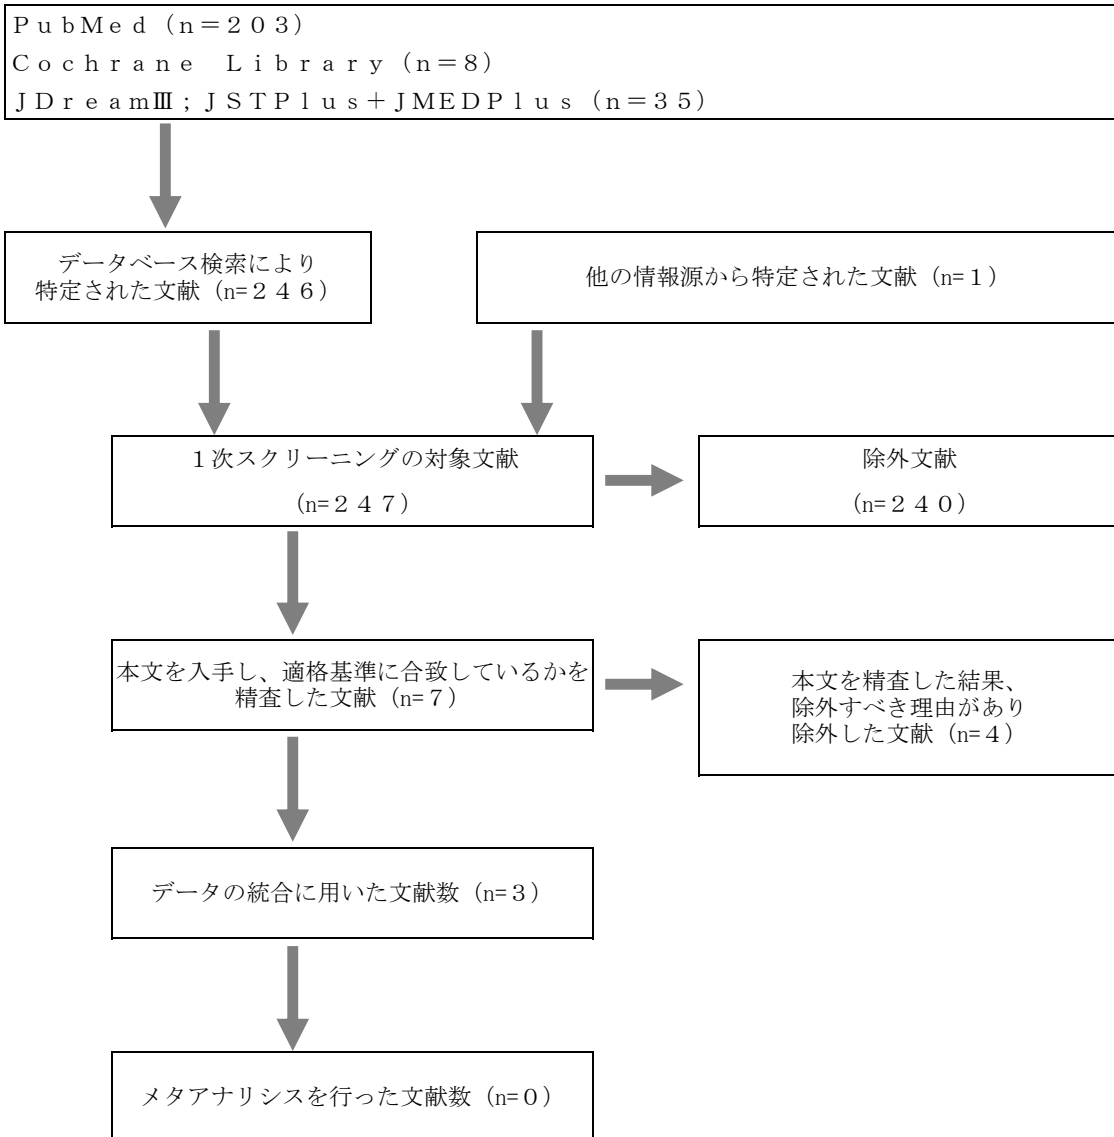 PubMed（n＝203）
Cochrane Library（n＝8）
JDreamⅢ；JSTPlus＋JMEDPlus（n＝35）
データベース検索により
特定された文献（n=２４６）
他の情報源から特定された文献（n=１）
１次スクリーニングの対象文献
（n=２４７）
除外文献
（n=２４０）
本文を入手し、適格基準に合致しているかを
精査した文献（n=７）
本文を精査した結果、
除外すべき理由があり
除外した文献（n=４）
データの統合に用いた文献数（n=３）
メタアナリシスを行った文献数（n=０）